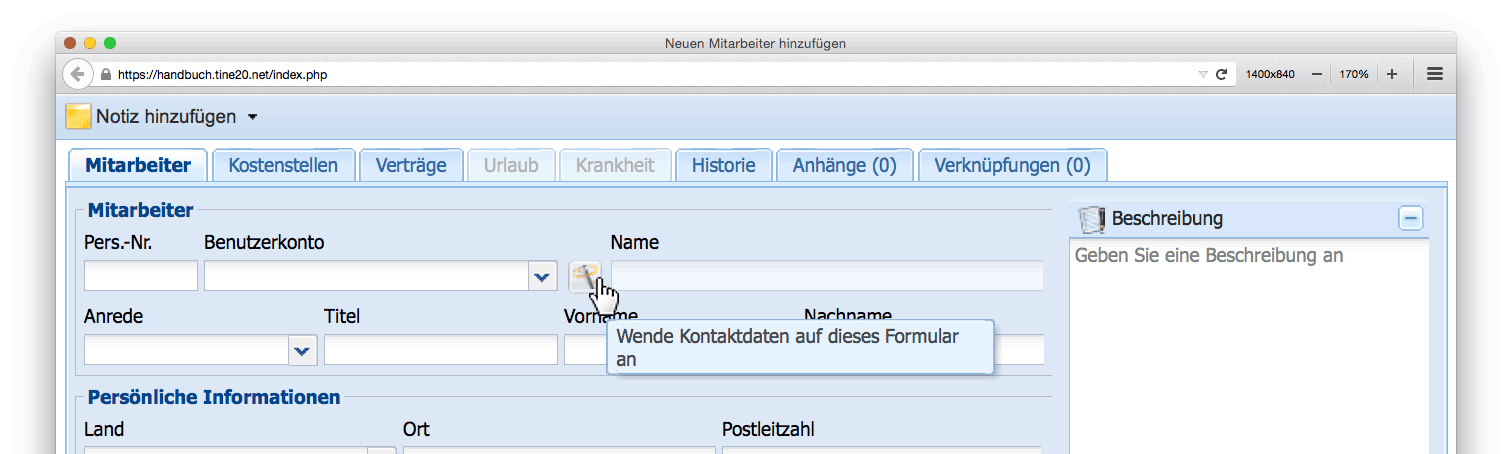 Neuen Mitarbeiter hinzufügen
https://handbuch.tine20.net/index.php 1400x840 170%
Notiz hinzufügen
Mitarbeiter Kostenstellen Verträge Urlaub Krankheit Historie Anhänge (0) Verknüpfungen (0)
Mitarbeiter
Beschreibung
Pers.-Nr. Benutzerkonto Name
Geben Sie eine Beschreibung an
Anrede Titel Vorname Nachname
Wende Kontaktdaten auf dieses Formular
an
Persönliche Informationen
Land Ort Postleitzahl